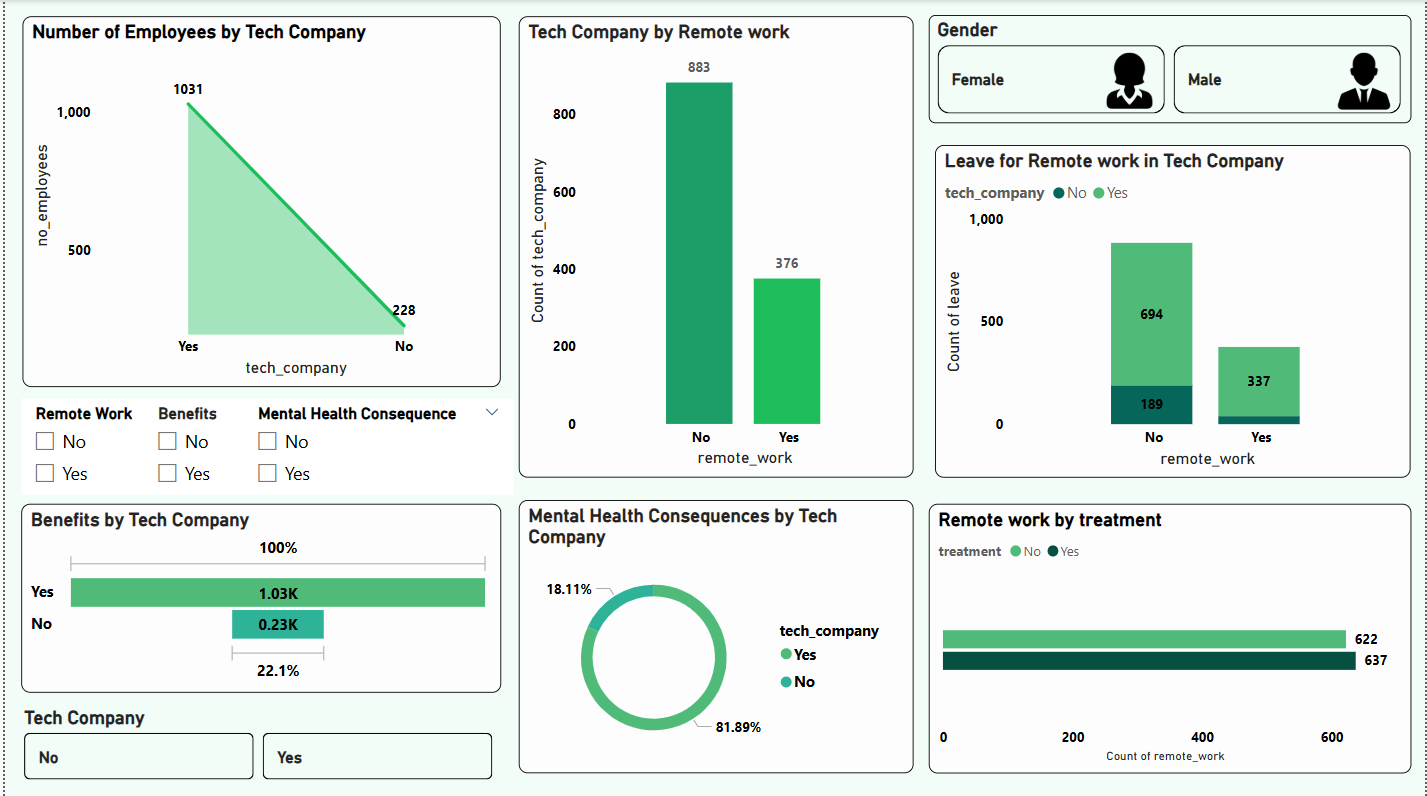 Number of Employees by Tech Company
1031
1,000
500
no_employees
228
Yes No
tech_company
Remote Work Benefits Mental Health Consequence
No No No
Yes Yes Yes
Benefits by Tech Company
100%
Yes 1.03K
No 0.23K
22.1%
Tech Company
No Yes
Tech Company by Remote work
883
800
600
400
200
0
Count of tech_company
376
No Yes
remote_work
Mental Health Consequences by Tech
Company
18.11%
81.89%
tech_company
Yes
No
Gender
Female Male
Leave for Remote work in Tech Company
tech_company No Yes
1,000
500
0
Count of leave
694
189
337
No Yes
remote_work
Remote work by treatment
treatment No Yes
622
637
0 200 400 600
Count of remote_work